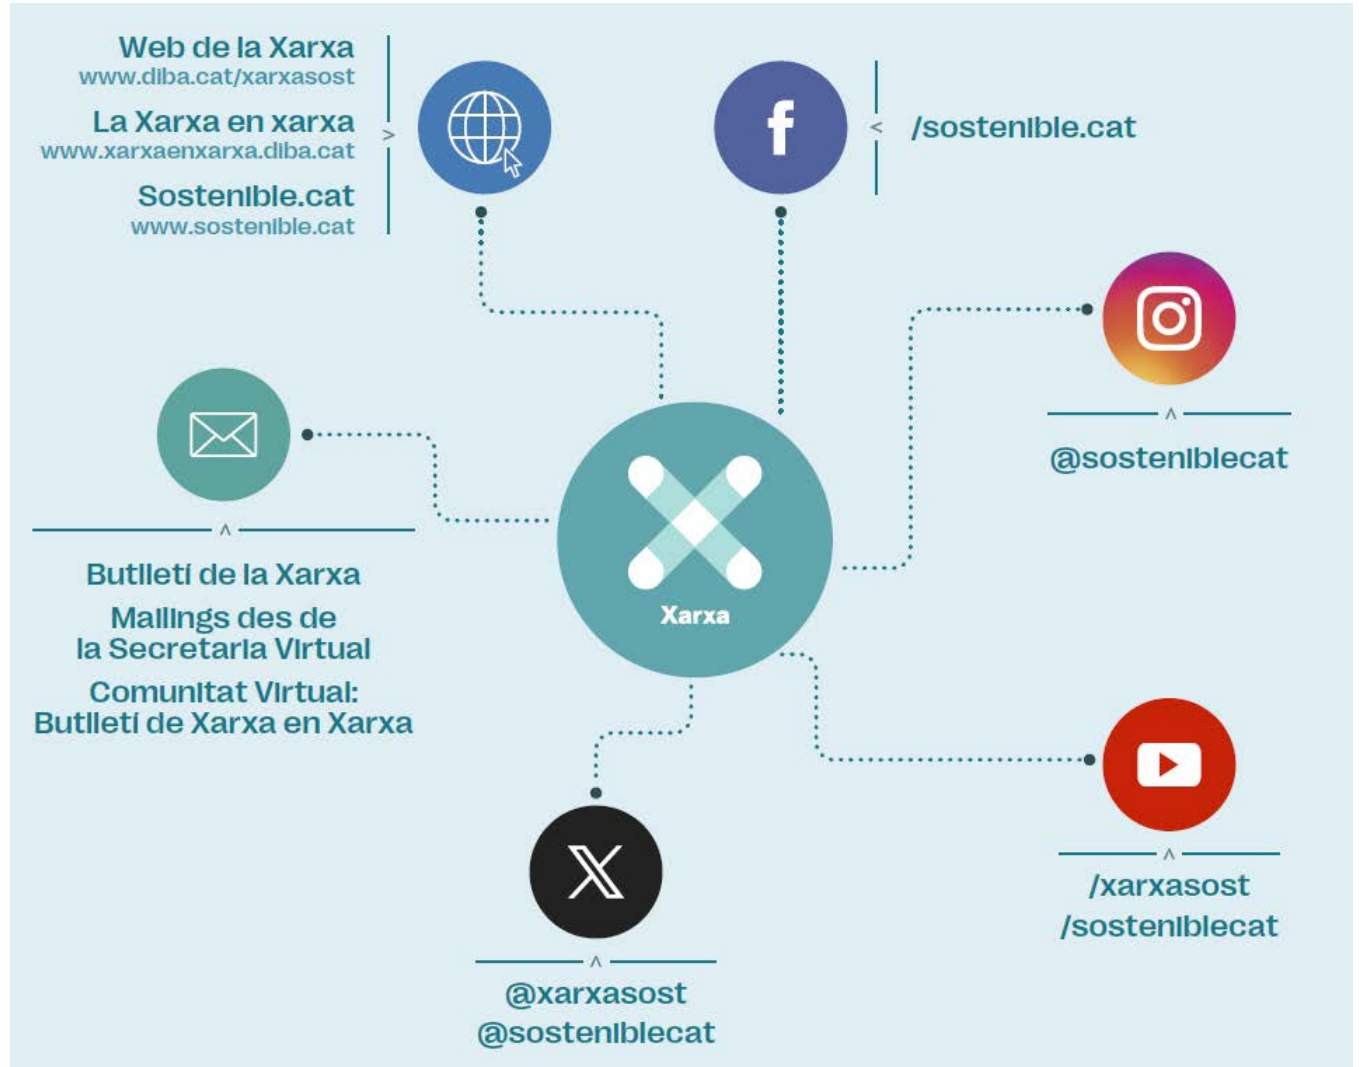 Web de la Xarxa
www.diba.cat/xarxasost
La Xarxa en xarxa
www.xarxaenxarxa.diba.cat
Sostenible.cat
www.sostenible.cat
/sostenible.cat
@sosteniblecat
Butlletí de la Xarxa
Mailings des de
la Secretaria Virtual
Comunitat Virtual:
Butlletí de Xarxa en Xarxa
Xarxa
/xarxasost
/sosteniblecat
@xarxasost
@sosteniblecat